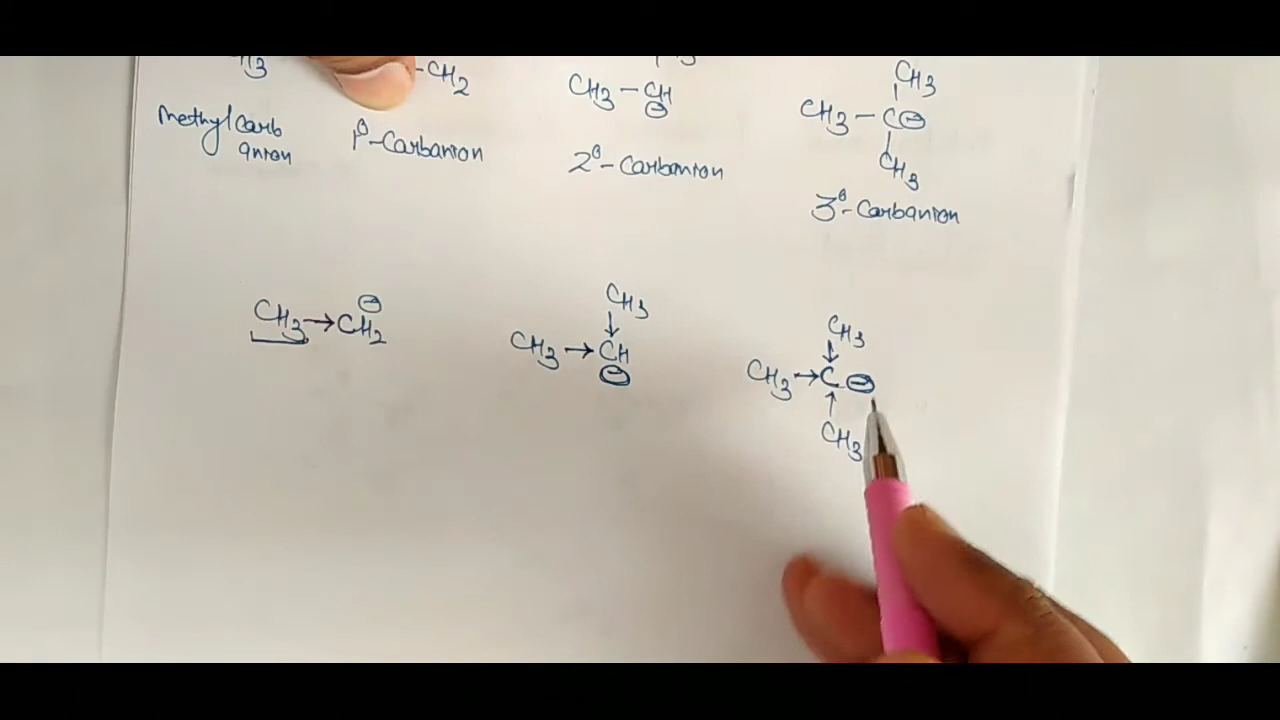 CH3
H3 -CH2 CH3 - CH ⊖ CH3 - C⊖
CH3
Methyl Carb
anion
1°-Carbanion
2°-Carbanion
3°-Carbanion
CH3 → CH2 ⊖
CH3
↓
CH3 → CH
⊖
CH3
↓
CH3 → C ⊖
↑
CH3